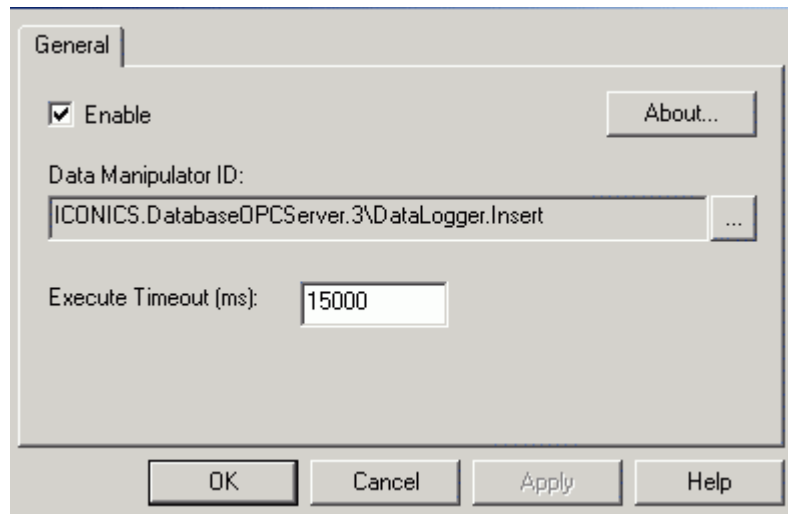 General
Enable
About...
Data Manipulator ID:
ICONICS.DatabaseOPCServer.3\DataLogger.Insert
...
Execute Timeout (ms):
15000
OK
Cancel
Apply
Help